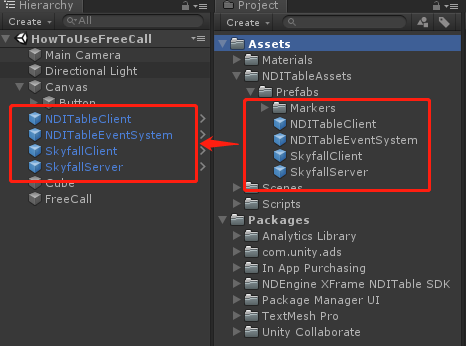 Hierarchy
Create
All
HowToUseFreeCall
Main Camera
Directional Light
Canvas
Button
NDITableClient
NDITableEventSystem
SkyfallClient
SkyfallServer
Cube
FreeCall
Project
Create
Assets
Materials
NDITableAssets
Prefabs
Markers
NDITableClient
NDITableEventSystem
SkyfallClient
SkyfallServer
Scenes
Scripts
Packages
Analytics Library
com.unity.ads
In App Purchasing
NDEngine XFrame NDITable SDK
Package Manager UI
TextMesh Pro
Unity Collaborate